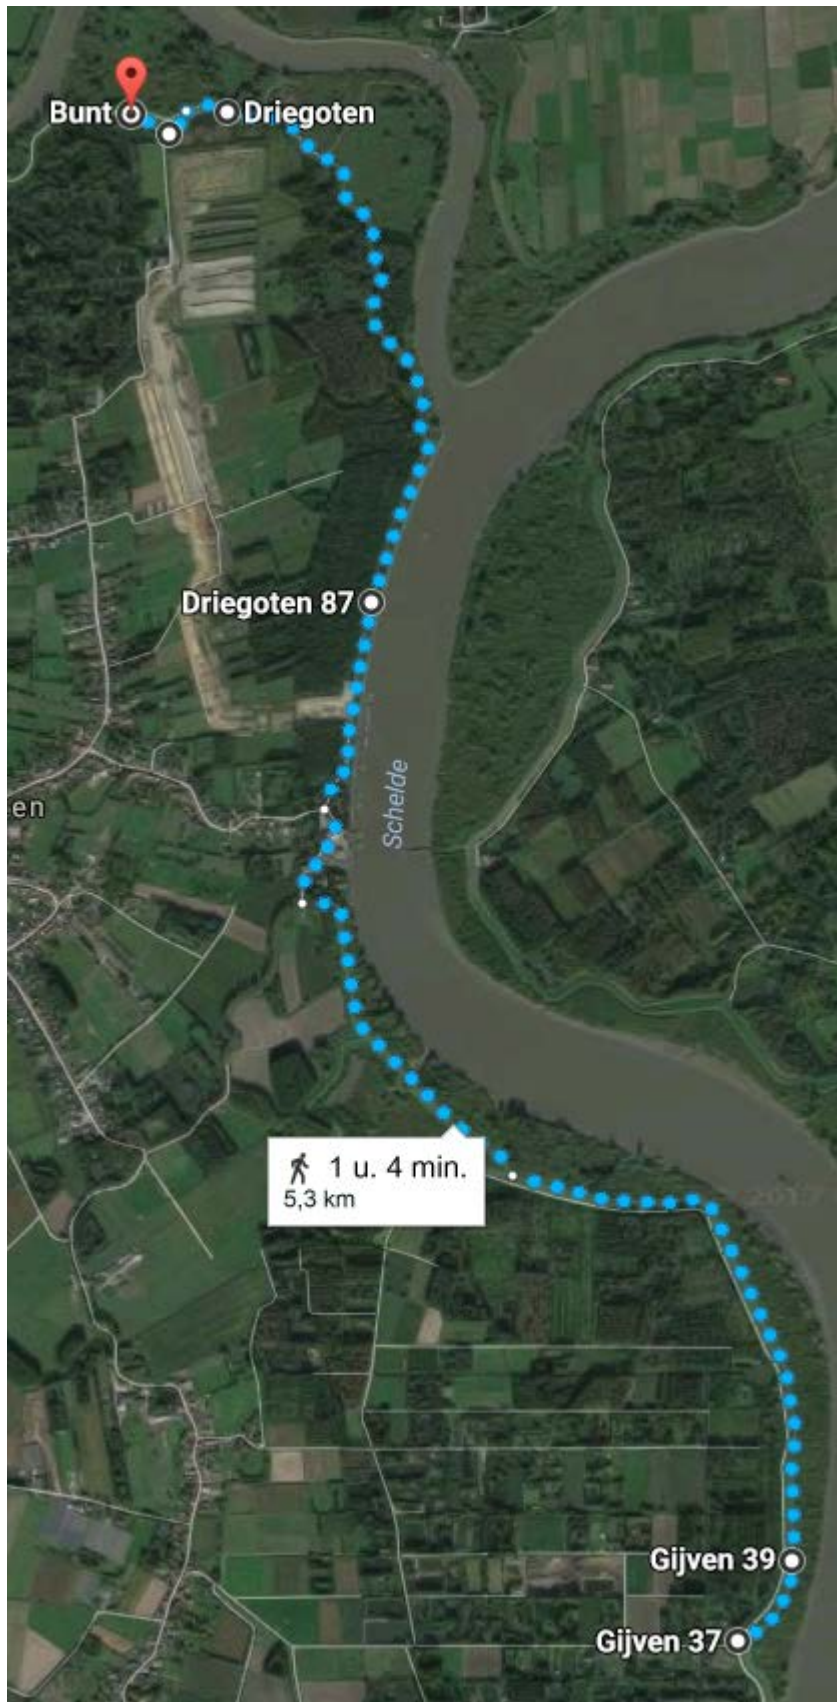 Bunt
Driegoten
Driegoten 87
en
Schelde
1 u. 4 min.
5,3 km
Gijven 39
Gijven 37